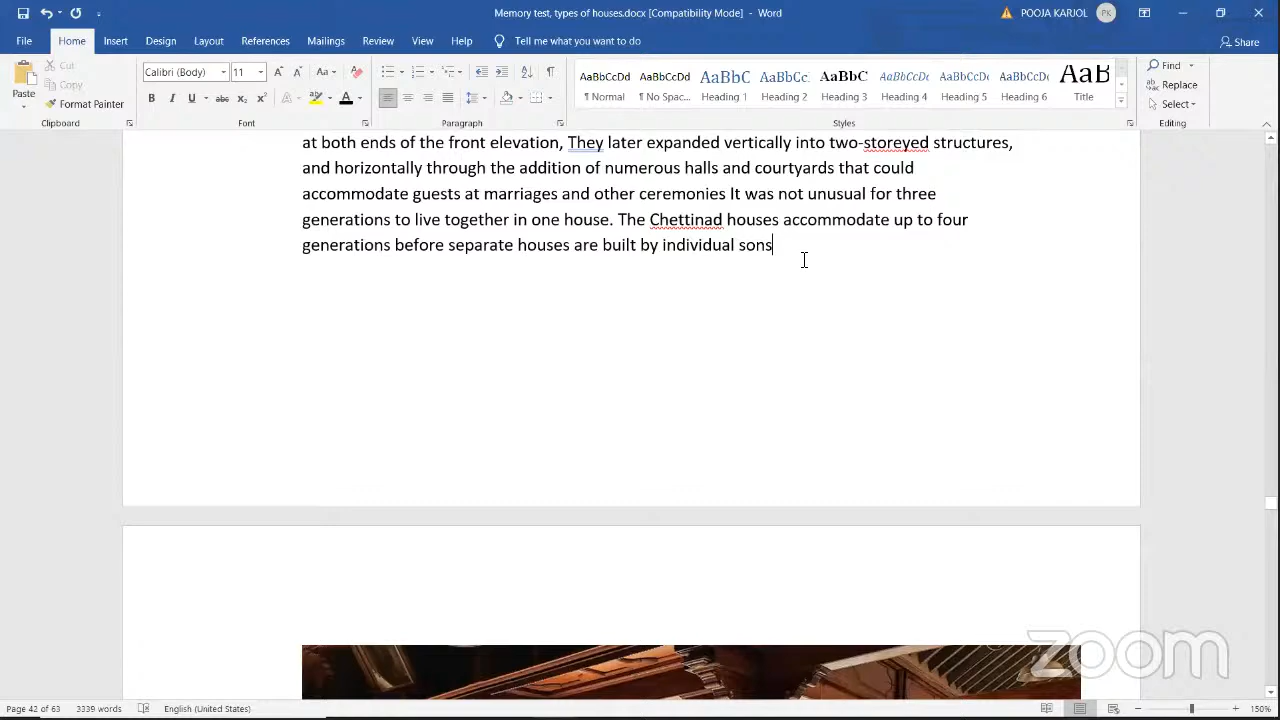 Memory test, types of houses.docx [Compatibility Mode] - Word
POOJA KARJOL PK
File Home Insert Design Layout References Mailings Review View Help Tell me what you want to do Share
Paste
Cut
Copy
Format Painter
Clipboard
Calibri (Body) 11
Font
Paragraph
AaBbCcDd AaBbCcDd AaBbC AaBbCc. AaBbC AaBbCcDc AaBbCcDc AaBbCcDc AaB
¶ Normal ¶ No Spac... Heading 1 Heading 2 Heading 3 Heading 4 Heading 5 Heading 6 Title
Styles
Find
Replace
Select
Editing
at both ends of the front elevation, They later expanded vertically into two-storeyed structures,
and horizontally through the addition of numerous halls and courtyards that could
accommodate guests at marriages and other ceremonies It was not unusual for three
generations to live together in one house. The Chettinad houses accommodate up to four
generations before separate houses are built by individual sons
zoom
Page 42 of 63 3339 words English (United States) 150%